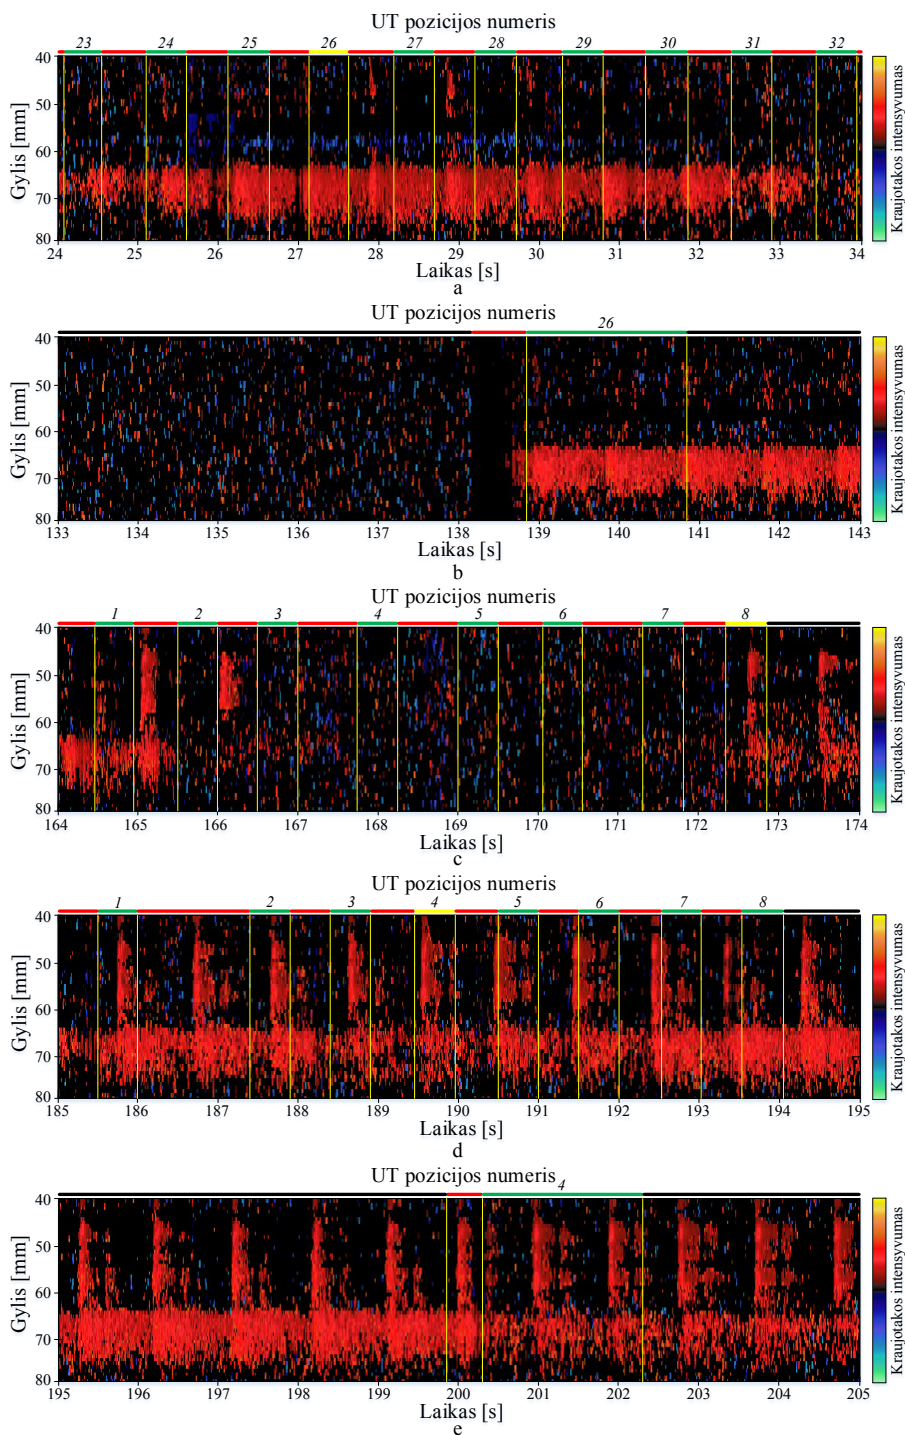 UT pozicijos numeris
23 24 25 26 27 28 29 30 31 32
Gylis [mm]
40
50
60
70
80
24 25 26 27 28 29 30 31 32 33 34
Laikas [s]
Kraujotakos intensyvumas
a
UT pozicijos numeris
26
Gylis [mm]
40
50
60
70
80
133 134 135 136 137 138 139 140 141 142 143
Laikas [s]
Kraujotakos intensyvumas
b
UT pozicijos numeris
1 2 3 4 5 6 7 8
Gylis [mm]
40
50
60
70
80
164 165 166 167 168 169 170 171 172 173 174
Laikas [s]
Kraujotakos intensyvumas
c
UT pozicijos numeris
1 2 3 4 5 6 7 8
Gylis [mm]
40
50
60
70
80
185 186 187 188 189 190 191 192 193 194 195
Laikas [s]
Kraujotakos intensyvumas
d
UT pozicijos numeris
4
Gylis [mm]
40
50
60
70
80
195 196 197 198 199 200 201 202 203 204 205
Laikas [s]
Kraujotakos intensyvumas
e